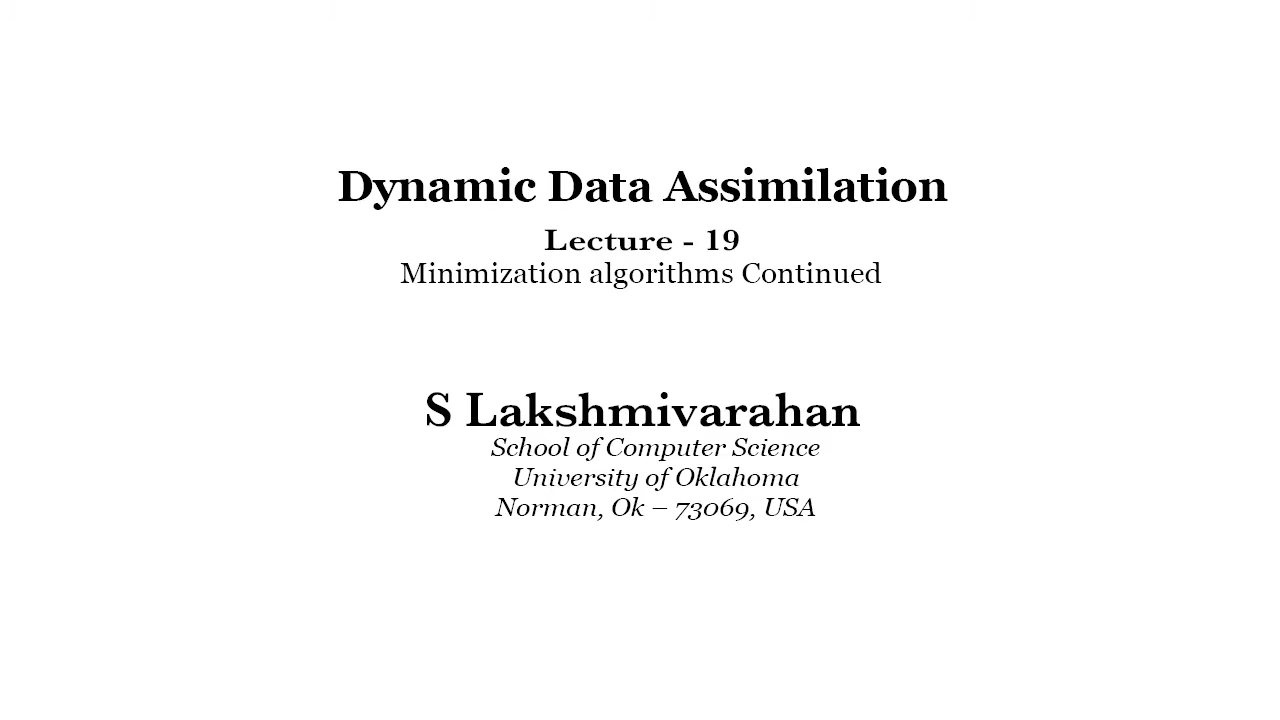 Dynamic Data Assimilation
Lecture - 19
Minimization algorithms Continued
S Lakshmivarahan
School of Computer Science
University of Oklahoma
Norman, Ok – 73069, USA